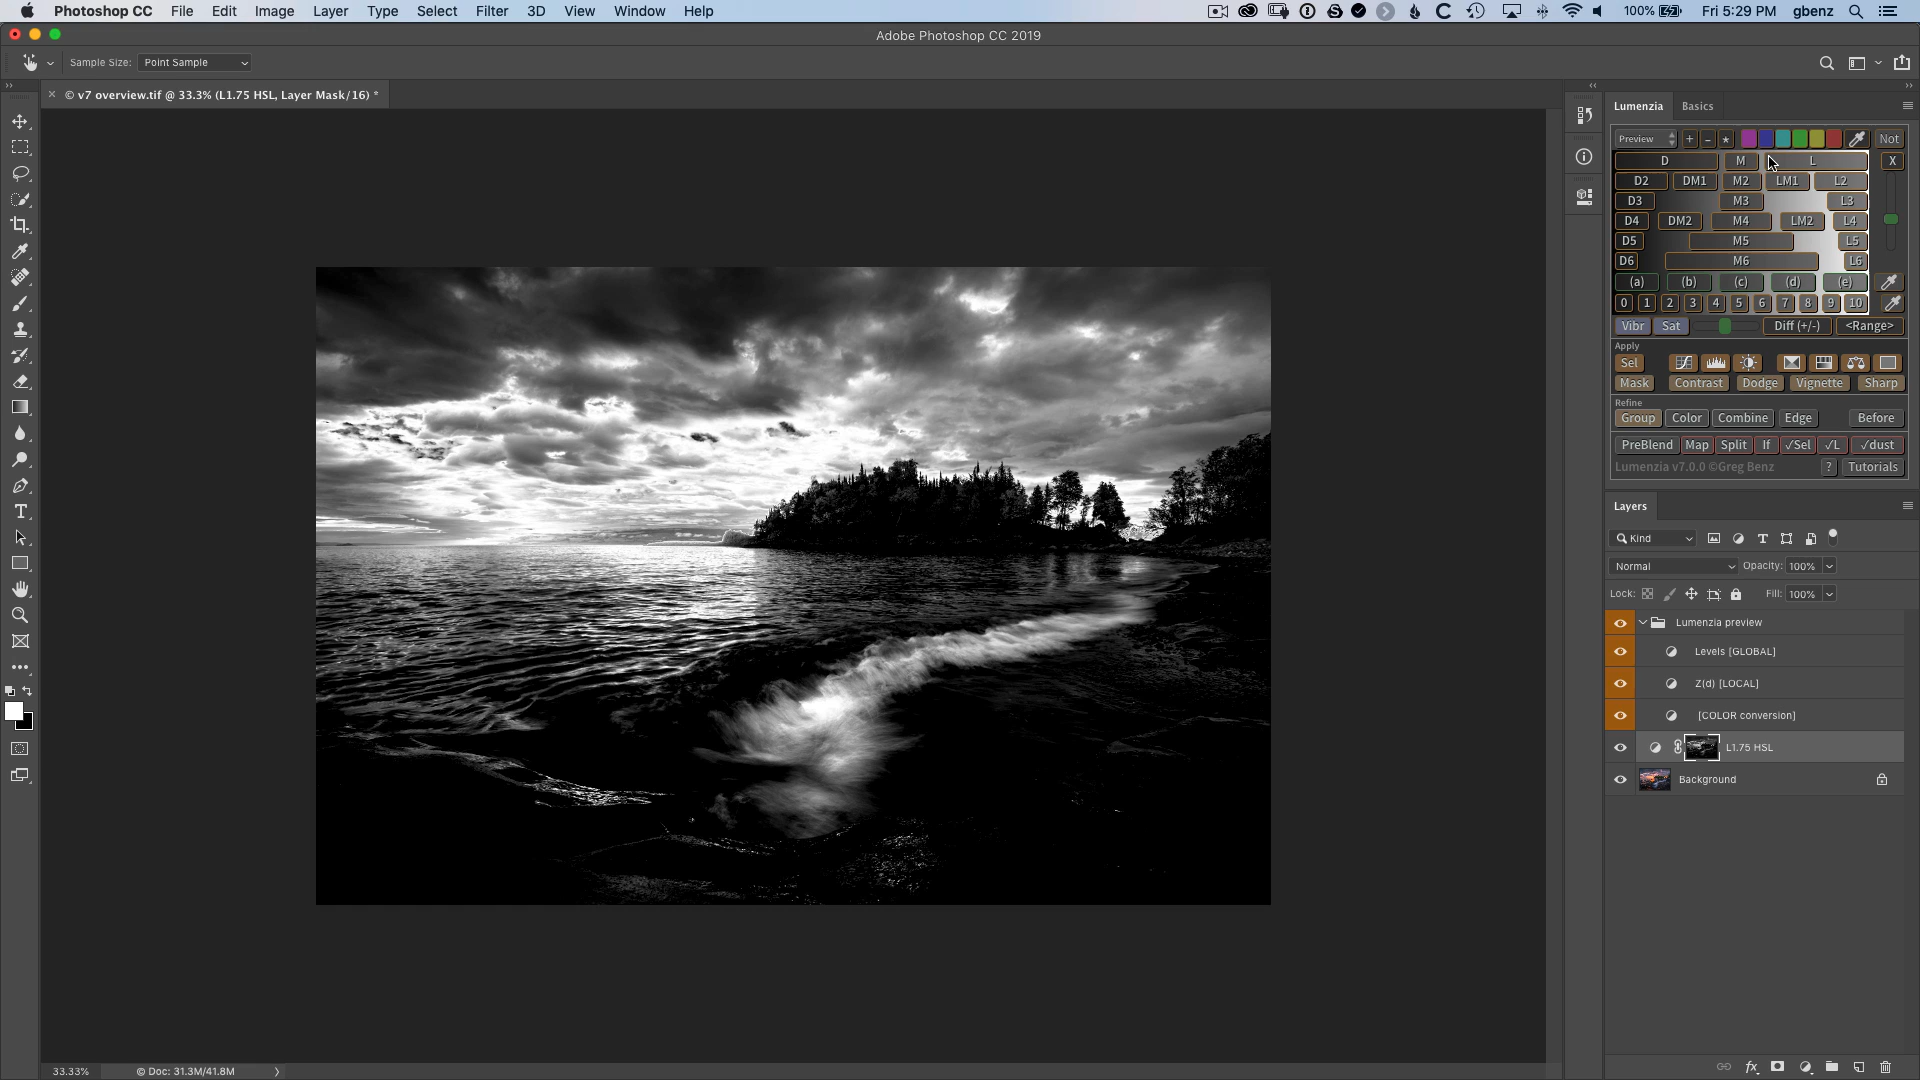 Photoshop CC File Edit Image Layer Type Select Filter 3D View Window Help 100% Fri 5:29 PM gbenz
Adobe Photoshop CC 2019
Sample Size: Point Sample
© v7 overview.tif @ 33.3% (L1.75 HSL, Layer Mask/16) *
Lumenzia Basics
Preview + - * Not
D M L X
D2 DM1 M2 LM1 L2
D3 M3 L3
D4 DM2 M4 LM2 L4
D5 M5 L5
D6 M6 L6
(a) (b) (c) (d) (e)
0 1 2 3 4 5 6 7 8 9 10
Vibr Sat Diff (+/-) <Range>
Apply
Sel
Mask Contrast Dodge Vignette Sharp
Refine
Group Color Combine Edge Before
PreBlend Map Split If √Sel √L √dust
Lumenzia v7.0.0 ©Greg Benz ? Tutorials
Layers
Kind
Normal Opacity: 100%
Lock: Fill: 100%
Lumenzia preview
Levels [GLOBAL]
Z(d) [LOCAL]
[COLOR conversion]
L1.75 HSL
Background
33.33% © Doc: 31.3M/41.8M